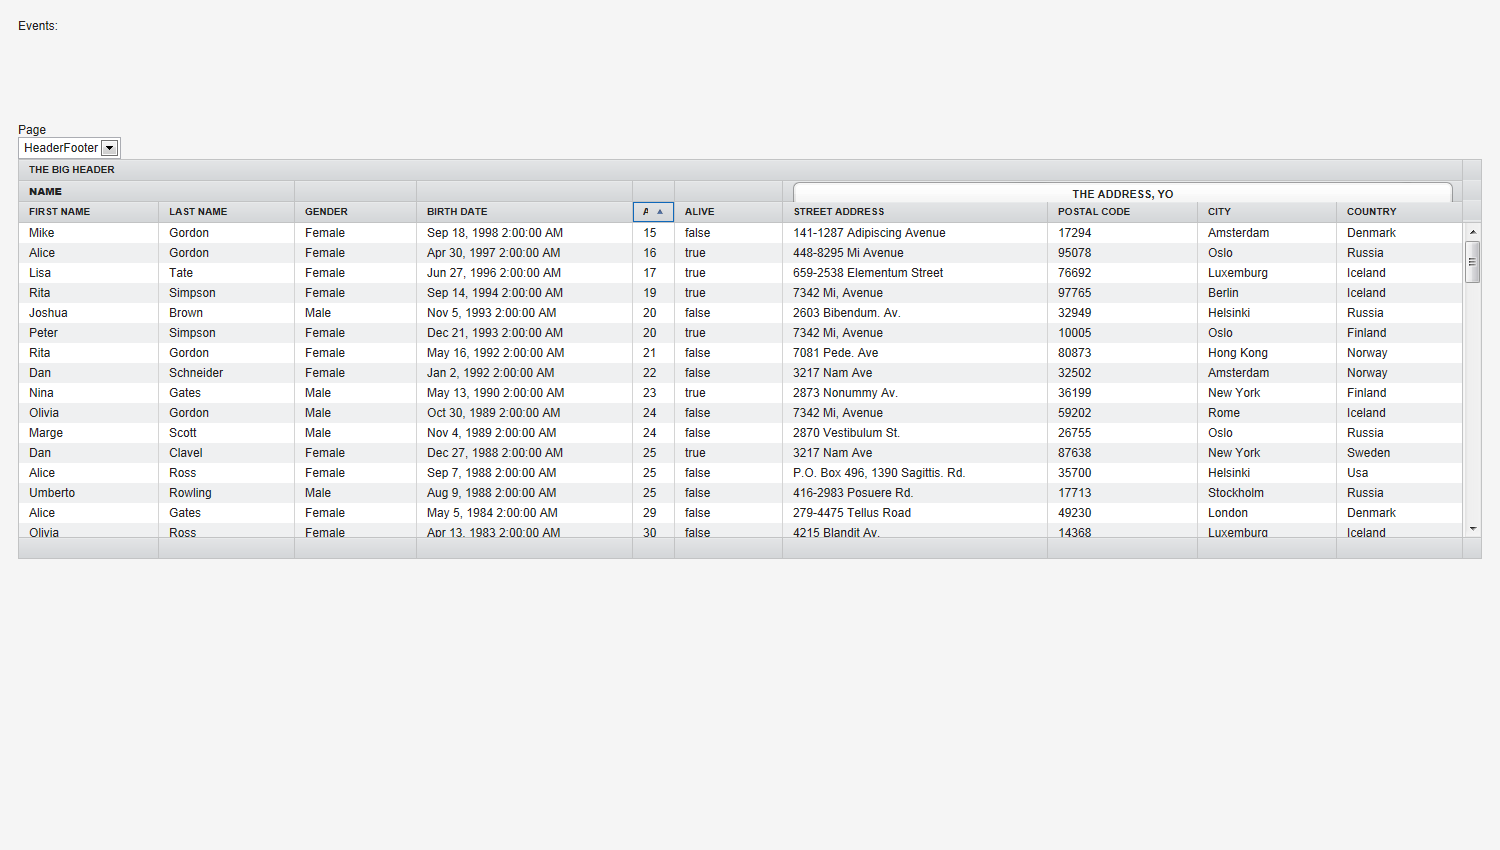 Events:
Page
HeaderFooter
THE BIG HEADER
NAME THE ADDRESS, YO
FIRST NAME LAST NAME GENDER BIRTH DATE ALIVE STREET ADDRESS POSTAL CODE CITY COUNTRY
Mike Gordon Female Sep 18, 1998 2:00:00 AM 15 false 141-1287 Adipiscing Avenue 17294 Amsterdam Denmark
Alice Gordon Female Apr 30, 1997 2:00:00 AM 16 true 448-8295 Mi Avenue 95078 Oslo Russia
Lisa Tate Female Jun 27, 1996 2:00:00 AM 17 true 659-2538 Elementum Street 76692 Luxemburg Iceland
Rita Simpson Female Sep 14, 1994 2:00:00 AM 19 true 7342 Mi, Avenue 97765 Berlin Iceland
Joshua Brown Male Nov 5, 1993 2:00:00 AM 20 false 2603 Bibendum. Av. 32949 Helsinki Russia
Peter Simpson Female Dec 21, 1993 2:00:00 AM 20 true 7342 Mi, Avenue 10005 Oslo Finland
Rita Gordon Female May 16, 1992 2:00:00 AM 21 false 7081 Pede. Ave 80873 Hong Kong Norway
Dan Schneider Female Jan 2, 1992 2:00:00 AM 22 false 3217 Nam Ave 32502 Amsterdam Norway
Nina Gates Male May 13, 1990 2:00:00 AM 23 true 2873 Nonummy Av. 36199 New York Finland
Olivia Gordon Male Oct 30, 1989 2:00:00 AM 24 false 7342 Mi, Avenue 59202 Rome Iceland
Marge Scott Male Nov 4, 1989 2:00:00 AM 24 false 2870 Vestibulum St. 26755 Oslo Russia
Dan Clavel Female Dec 27, 1988 2:00:00 AM 25 true 3217 Nam Ave 87638 New York Sweden
Alice Ross Female Sep 7, 1988 2:00:00 AM 25 false P.O. Box 496, 1390 Sagittis. Rd. 35700 Helsinki Usa
Umberto Rowling Male Aug 9, 1988 2:00:00 AM 25 false 416-2983 Posuere Rd. 17713 Stockholm Russia
Alice Gates Female May 5, 1984 2:00:00 AM 29 false 279-4475 Tellus Road 49230 London Denmark
Olivia Ross Female Apr 13, 1983 2:00:00 AM 30 false 4215 Blandit Av. 14368 Luxemburg Iceland